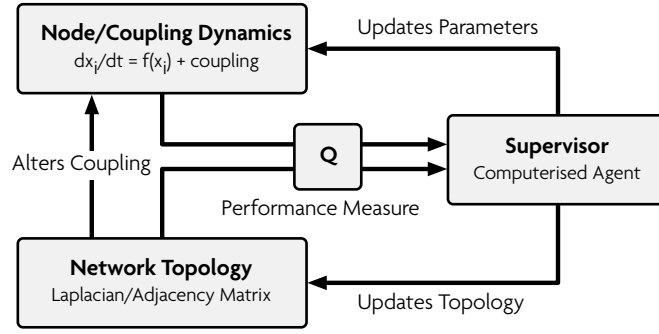 Node/Coupling Dynamics
dxi/dt = f(xi) + coupling
Updates Parameters
Alters Coupling
Q
Performance Measure
Supervisor
Computerised Agent
Network Topology
Laplacian/Adjacency Matrix
Updates Topology